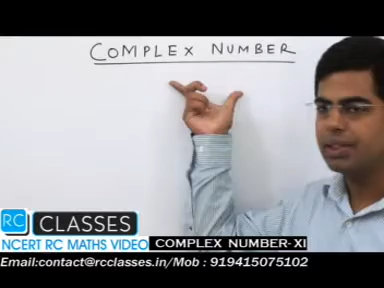 COMPLEX NUMBER
RC CLASSES
NCERT RC MATHS VIDEO COMPLEX NUMBER-XI
Email:contact@rcclasses.in/Mob : 919415075102